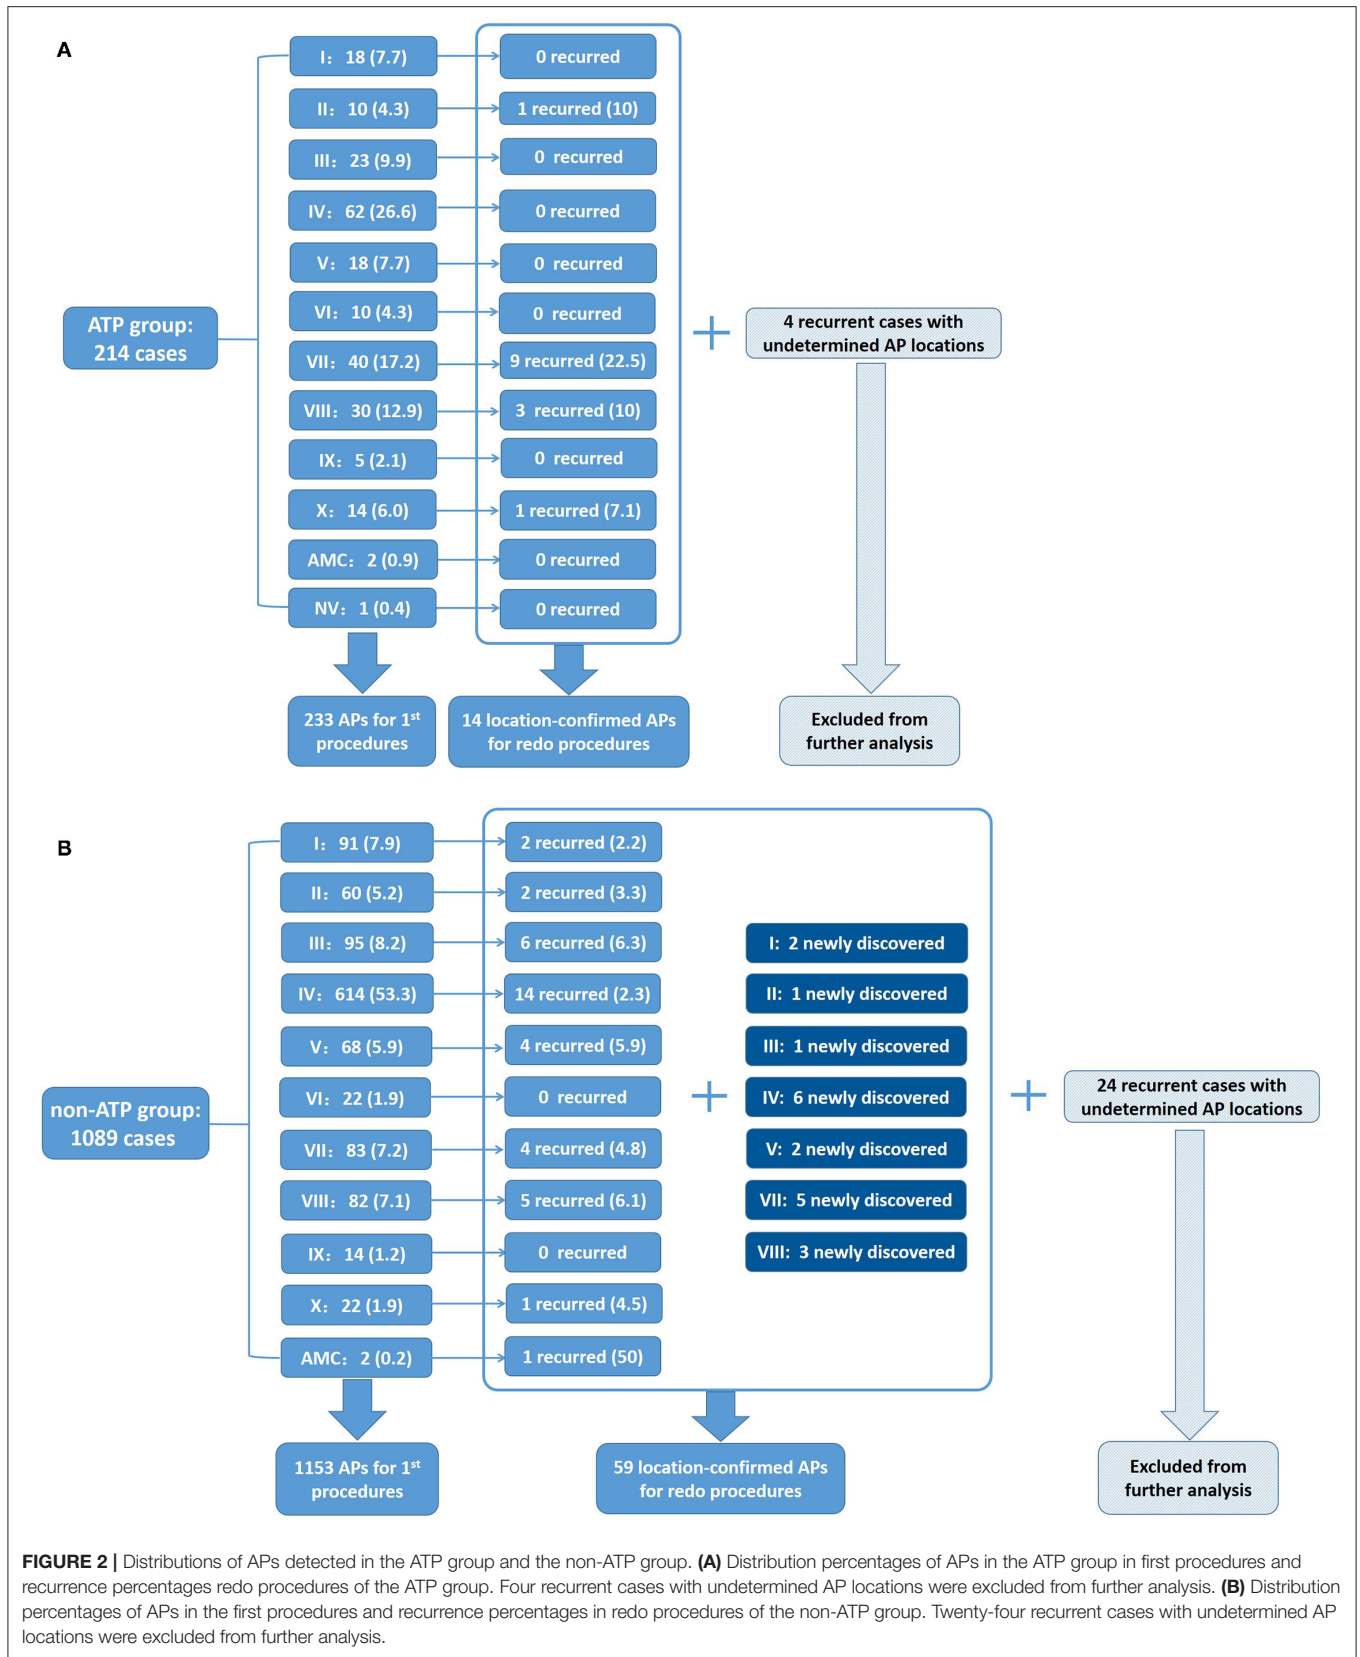 A
I：18 (7.7)
0 recurred
II：10 (4.3)
1 recurred (10)
III：23 (9.9)
0 recurred
IV：62 (26.6)
0 recurred
V：18 (7.7)
0 recurred
VI：10 (4.3)
0 recurred
ATP group:
214 cases
4 recurrent cases with
undetermined AP locations
VII：40 (17.2)
9 recurred (22.5)
VIII：30 (12.9)
3 recurred (10)
IX：5 (2.1)
0 recurred
X：14 (6.0)
1 recurred (7.1)
AMC：2 (0.9)
0 recurred
NV：1 (0.4)
0 recurred
233 APs for 1st
procedures
14 location-confirmed APs
for redo procedures
Excluded from
further analysis
B
I：91 (7.9)
2 recurred (2.2)
II：60 (5.2)
2 recurred (3.3)
III：95 (8.2)
6 recurred (6.3)
IV：614 (53.3)
14 recurred (2.3)
V：68 (5.9)
4 recurred (5.9)
VI：22 (1.9)
0 recurred
VII：83 (7.2)
4 recurred (4.8)
VIII：82 (7.1)
5 recurred (6.1)
IX：14 (1.2)
0 recurred
X：22 (1.9)
1 recurred (4.5)
AMC：2 (0.2)
1 recurred (50)
non-ATP group:
1089 cases
I: 2 newly discovered
II: 1 newly discovered
III: 1 newly discovered
IV: 6 newly discovered
V: 2 newly discovered
VII: 5 newly discovered
VIII: 3 newly discovered
24 recurrent cases with
undetermined AP locations
1153 APs for 1st
procedures
59 location-confirmed APs
for redo procedures
Excluded from
further analysis
FIGURE 2 | Distributions of APs detected in the ATP group and the non-ATP group. (A) Distribution percentages of APs in the ATP group in first procedures and
recurrence percentages redo procedures of the ATP group. Four recurrent cases with undetermined AP locations were excluded from further analysis. (B) Distribution
percentages of APs in the first procedures and recurrence percentages in redo procedures of the non-ATP group. Twenty-four recurrent cases with undetermined AP
locations were excluded from further analysis.